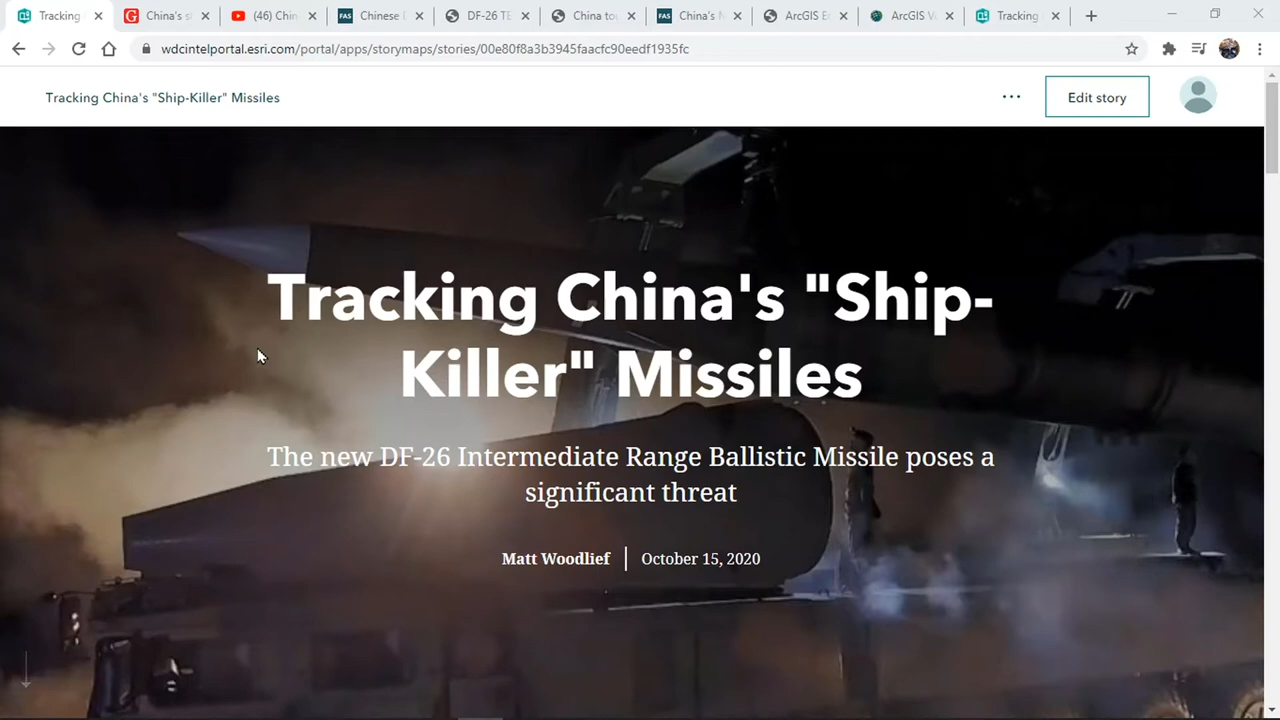 Tracking
China's s
(46) Chin
Chinese
DF-26 TE
China to
China's M
ArcGIS E
ArcGIS V
Tracking
wdcintelportal.esri.com/portal/apps/storymaps/stories/00e80f8a3b3945faacfc90eedf1935fc
Tracking China's "Ship-Killer" Missiles
Edit story
Tracking China's "Ship-
Killer" Missiles
The new DF-26 Intermediate Range Ballistic Missile poses a
significant threat
Matt Woodlief | October 15, 2020